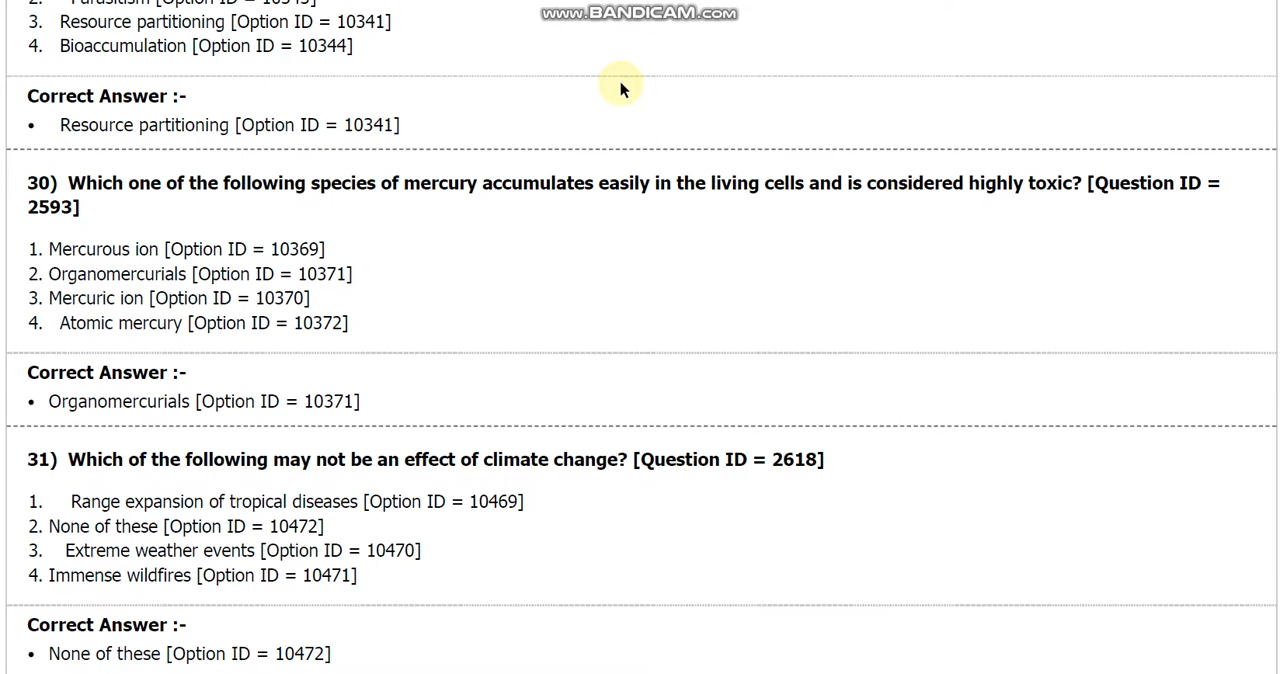 www.BANDICAM.com
2. Parasitism [Option ID = 10343]
3. Resource partitioning [Option ID = 10341]
4. Bioaccumulation [Option ID = 10344]
Correct Answer :-
• Resource partitioning [Option ID = 10341]
30) Which one of the following species of mercury accumulates easily in the living cells and is considered highly toxic? [Question ID =
2593]
1. Mercurous ion [Option ID = 10369]
2. Organomercurials [Option ID = 10371]
3. Mercuric ion [Option ID = 10370]
4. Atomic mercury [Option ID = 10372]
Correct Answer :-
• Organomercurials [Option ID = 10371]
31) Which of the following may not be an effect of climate change? [Question ID = 2618]
1. Range expansion of tropical diseases [Option ID = 10469]
2. None of these [Option ID = 10472]
3. Extreme weather events [Option ID = 10470]
4. Immense wildfires [Option ID = 10471]
Correct Answer :-
• None of these [Option ID = 10472]